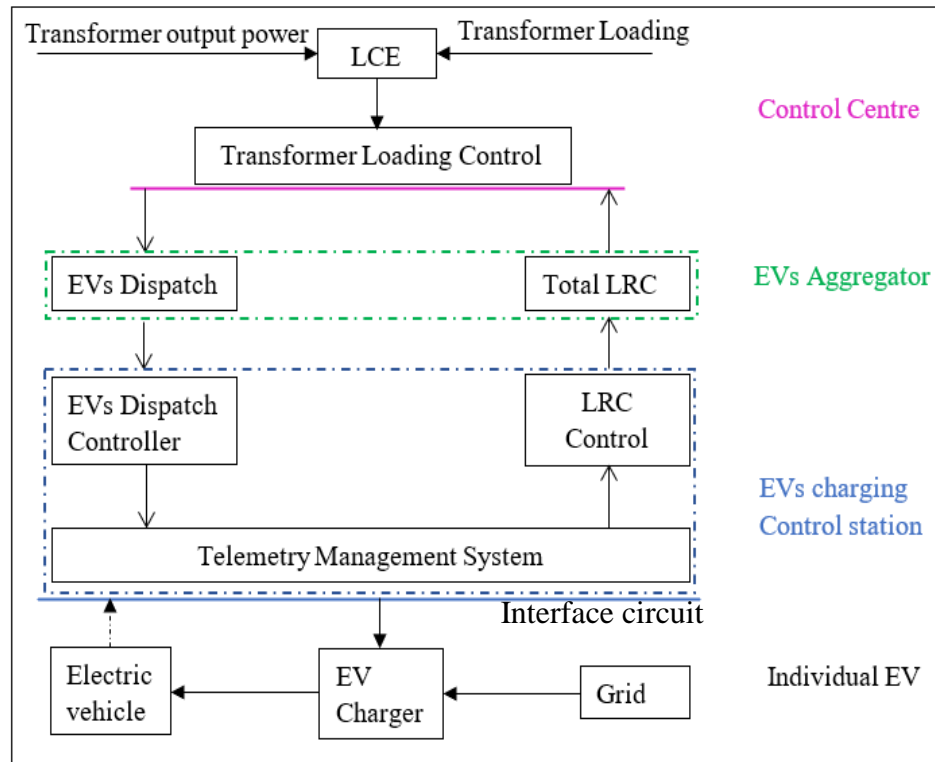 Transformer output power
Transformer Loading
LCE
Control Centre
Transformer Loading Control
EVs Dispatch
Total LRC
EVs Aggregator
EVs Dispatch
Controller
LRC
Control
EVs charging
Control station
Telemetry Management System
Interface circuit
Electric
vehicle
EV
Charger
Grid
Individual EV